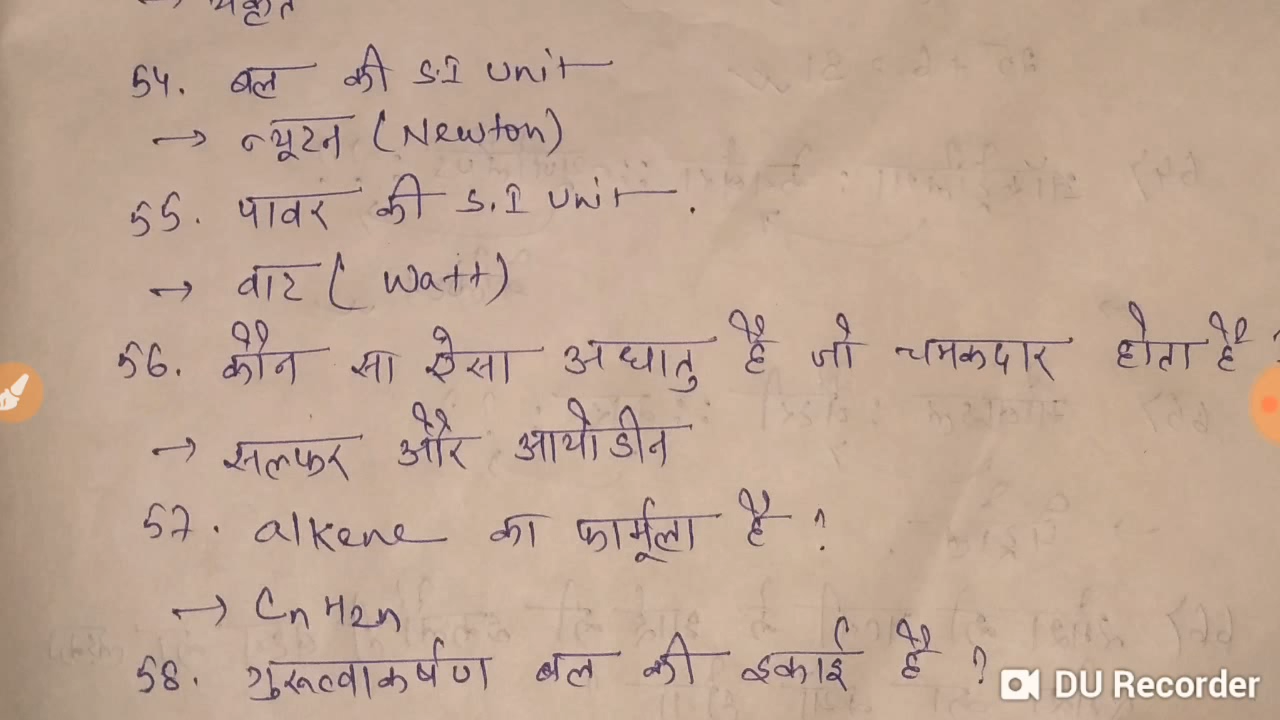 → यकृत
54. बल की S.I Unit
→ न्यूटन (Newton)
55. पावर की S.I Unit.
→ वाट (Watt)
56. कौन सा ऐसा अधातु है जो चमकदार होता है ?
→ सल्फर और आयोडीन
57. alkene का फार्मूला है ?
→ CnH2n
58. गुरुत्वाकर्षण बल की इकाई है ?
DU Recorder